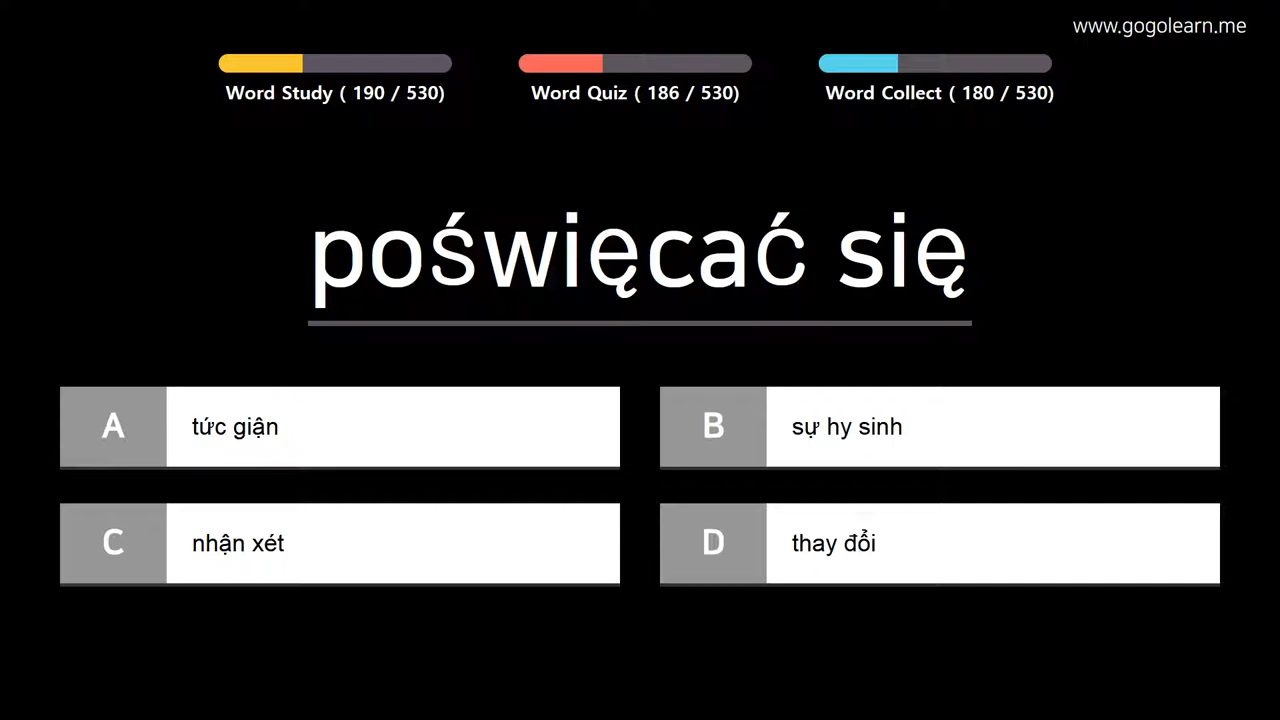 www.gogolearn.me
Word Study ( 190 / 530)
Word Quiz ( 186 / 530)
Word Collect ( 180 / 530)
poświęcać się
A tức giận
B sự hy sinh
C nhận xét
D thay đổi